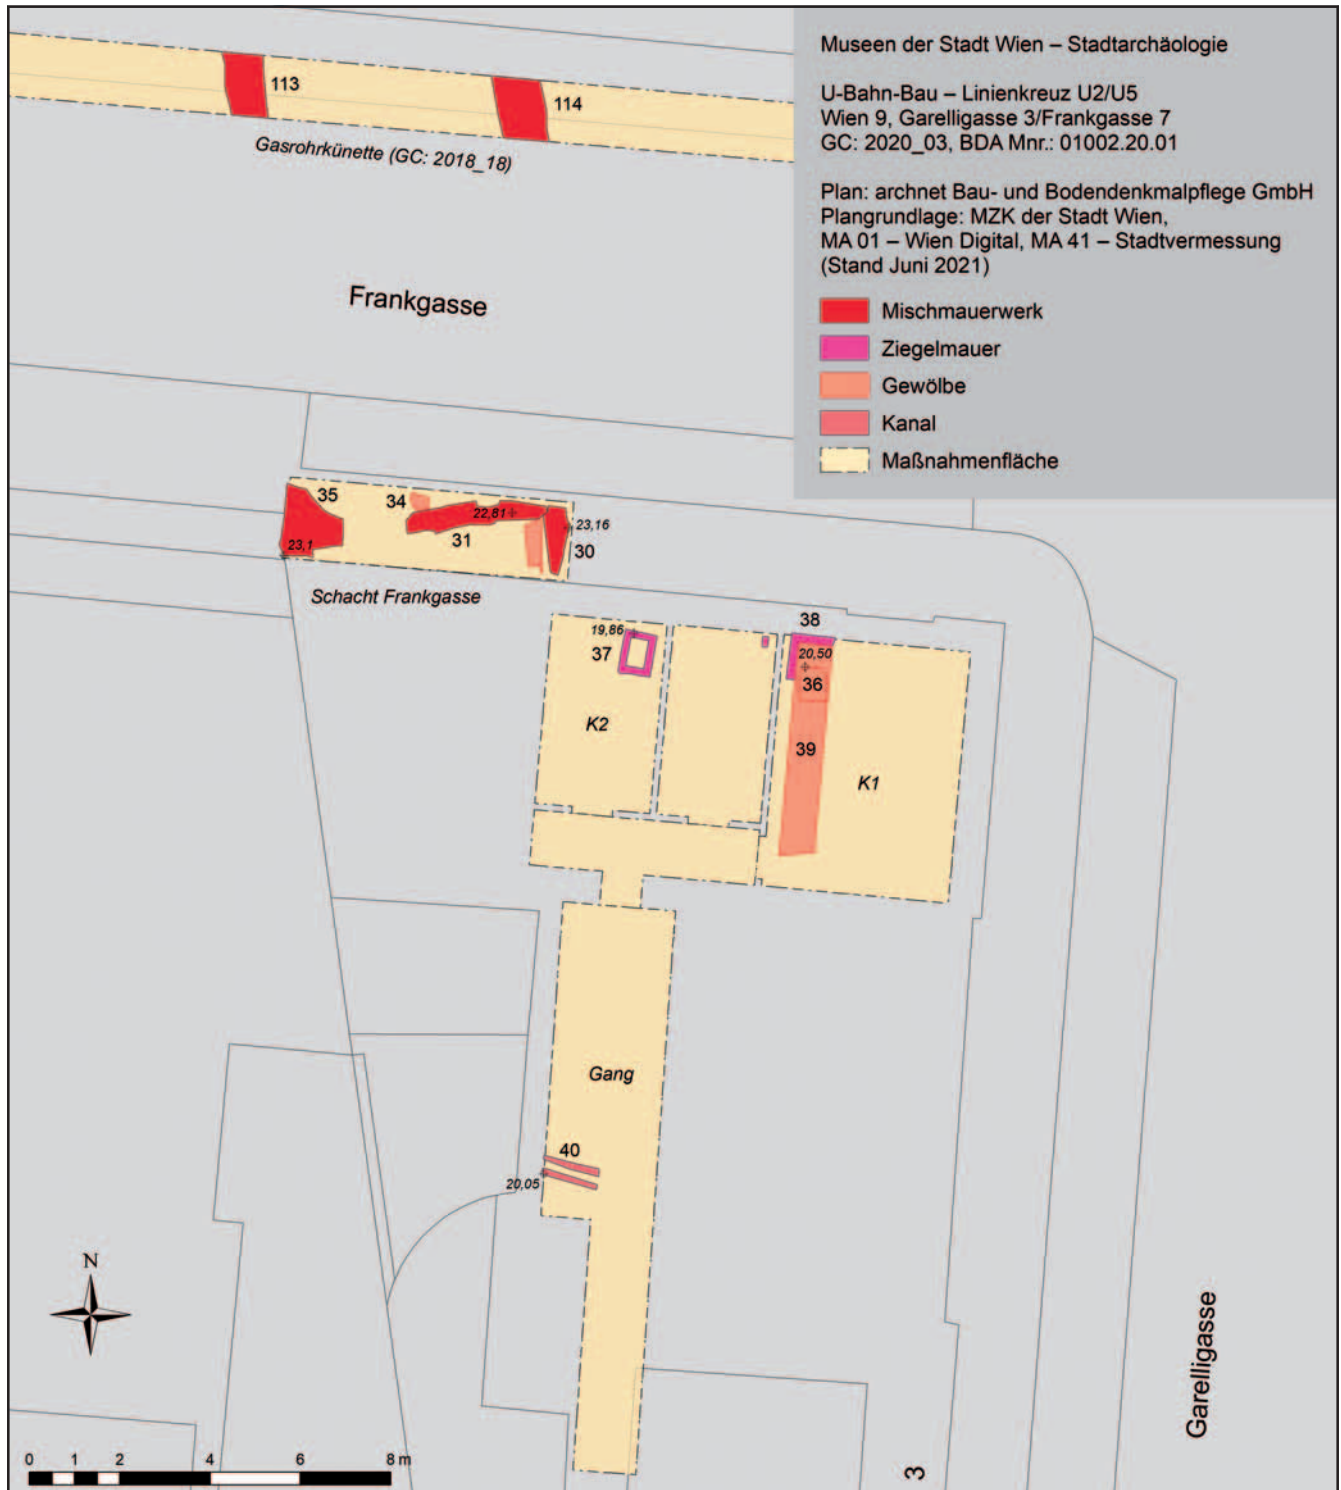 Museen der Stadt Wien – Stadtarchäologie
U-Bahn-Bau – Linienkreuz U2/U5
Wien 9, Garelligasse 3/Frankgasse 7
GC: 2020_03, BDA Mnr.: 01002.20.01
Plan: archnet Bau- und Bodendenkmalpflege GmbH
Plangrundlage: MZK der Stadt Wien,
MA 01 – Wien Digital, MA 41 – Stadtvermessung
(Stand Juni 2021)
Mischmauerwerk
Ziegelmauer
Gewölbe
Kanal
Maßnahmenfläche
113
114
Gasrohrkünette (GC: 2018_18)
Frankgasse
35
34
22,81
23,16
23,1
31
30
Schacht Frankgasse
38
19,86
37
20,50
36
K2
39
K1
Gang
40
20,05
N
Garelligasse
3
0 1 2 4 6 8 m